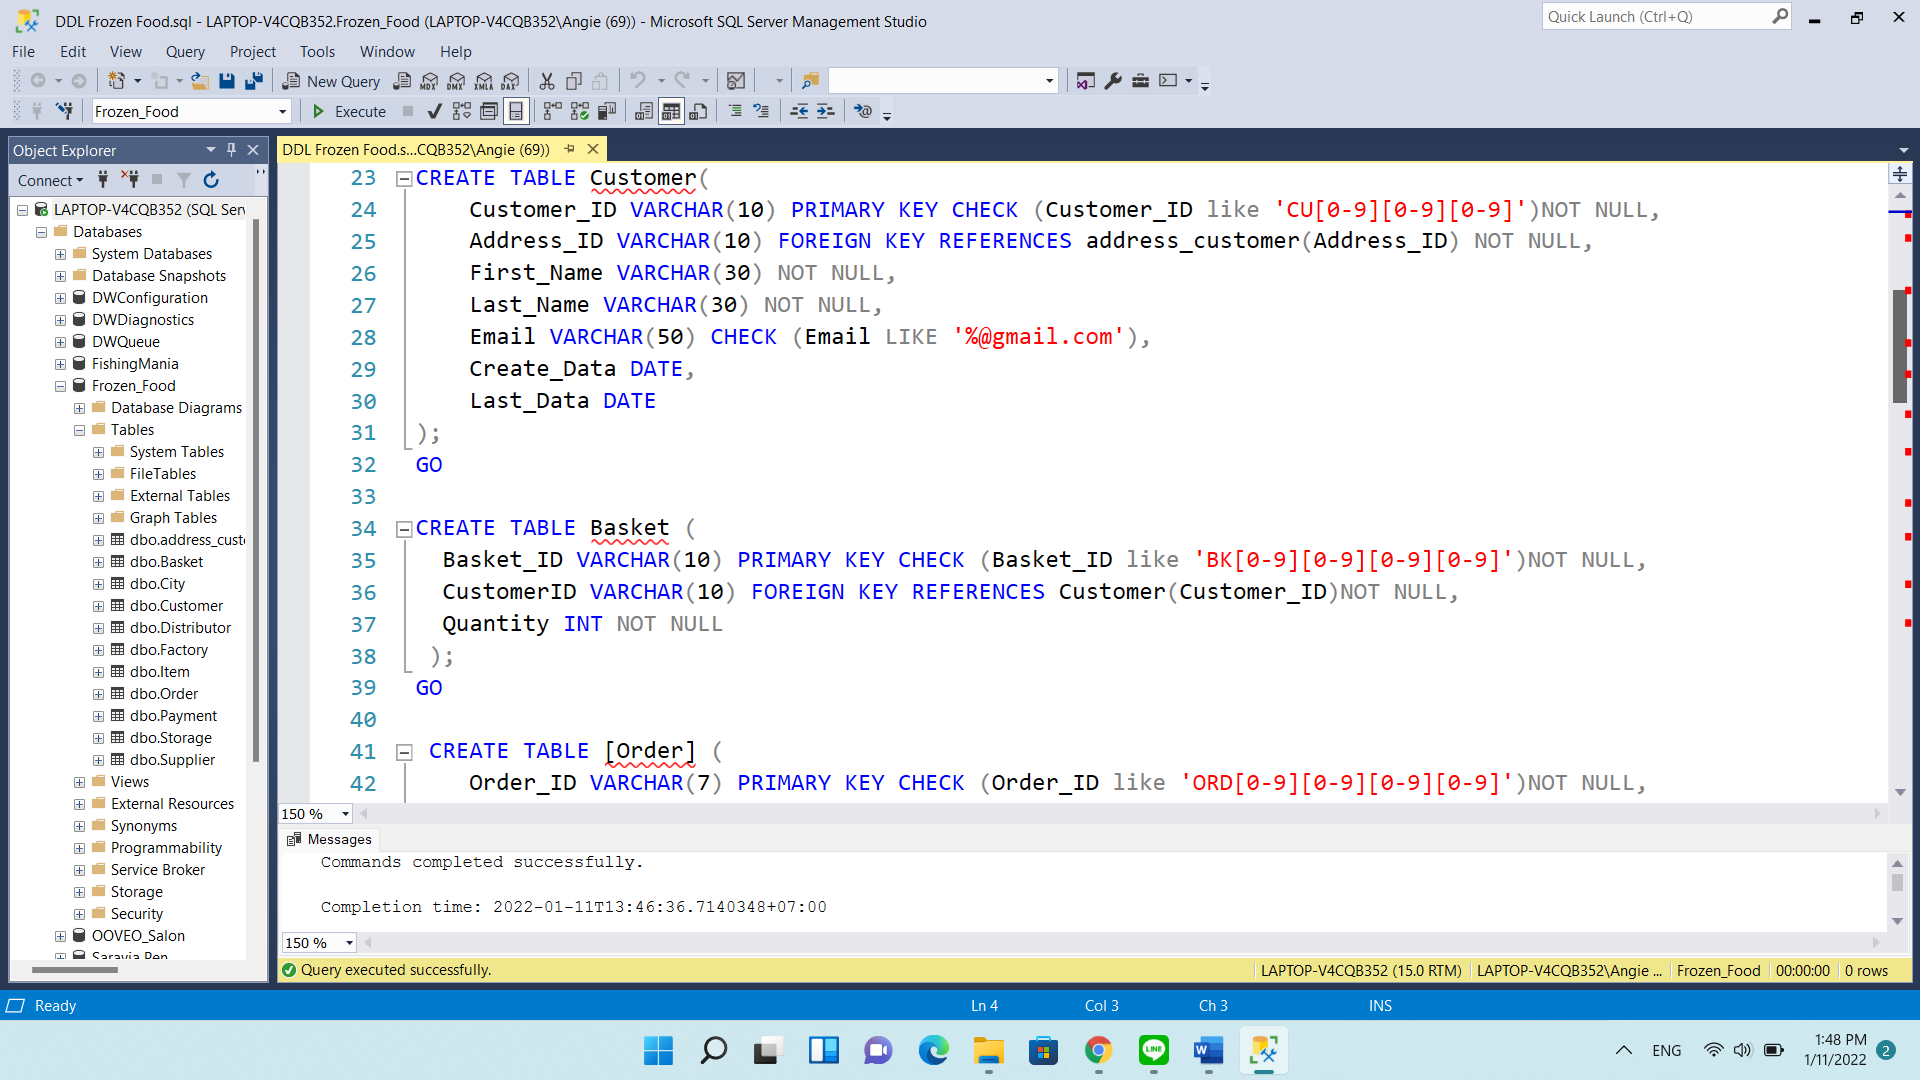 DDL Frozen Food.sql - LAPTOP-V4CQB352.Frozen_Food (LAPTOP-V4CQB352\Angie (69)) - Microsoft SQL Server Management Studio
Quick Launch (Ctrl+Q)
File Edit View Query Project Tools Window Help
New Query MDX DMX XMLA DAX
Frozen_Food Execute
Object Explorer
Connect
LAPTOP-V4CQB352 (SQL Serv
Databases
System Databases
Database Snapshots
DWConfiguration
DWDiagnostics
DWQueue
FishingMania
Frozen_Food
Database Diagrams
Tables
System Tables
FileTables
External Tables
Graph Tables
dbo.address_custo
dbo.Basket
dbo.City
dbo.Customer
dbo.Distributor
dbo.Factory
dbo.Item
dbo.Order
dbo.Payment
dbo.Storage
dbo.Supplier
Views
External Resources
Synonyms
Programmability
Service Broker
Storage
Security
OOVEO_Salon
Saravia Pen
DDL Frozen Food.s...CQB352\Angie (69))
23 CREATE TABLE Customer(
24 Customer_ID VARCHAR(10) PRIMARY KEY CHECK (Customer_ID like 'CU[0-9][0-9][0-9]')NOT NULL,
25 Address_ID VARCHAR(10) FOREIGN KEY REFERENCES address_customer(Address_ID) NOT NULL,
26 First_Name VARCHAR(30) NOT NULL,
27 Last_Name VARCHAR(30) NOT NULL,
28 Email VARCHAR(50) CHECK (Email LIKE '%@gmail.com'),
29 Create_Data DATE,
30 Last_Data DATE
31 );
32 GO
33
34 CREATE TABLE Basket (
35 Basket_ID VARCHAR(10) PRIMARY KEY CHECK (Basket_ID like 'BK[0-9][0-9][0-9][0-9]')NOT NULL,
36 CustomerID VARCHAR(10) FOREIGN KEY REFERENCES Customer(Customer_ID)NOT NULL,
37 Quantity INT NOT NULL
38 );
39 GO
40
41 CREATE TABLE [Order] (
42 Order_ID VARCHAR(7) PRIMARY KEY CHECK (Order_ID like 'ORD[0-9][0-9][0-9][0-9]')NOT NULL,
150 %
Messages
Commands completed successfully.
Completion time: 2022-01-11T13:46:36.7140348+07:00
150 %
Query executed successfully. LAPTOP-V4CQB352 (15.0 RTM) LAPTOP-V4CQB352\Angie ... Frozen_Food 00:00:00 0 rows
Ready Ln 4 Col 3 Ch 3 INS
LINE W ENG 1:48 PM
1/11/2022 2